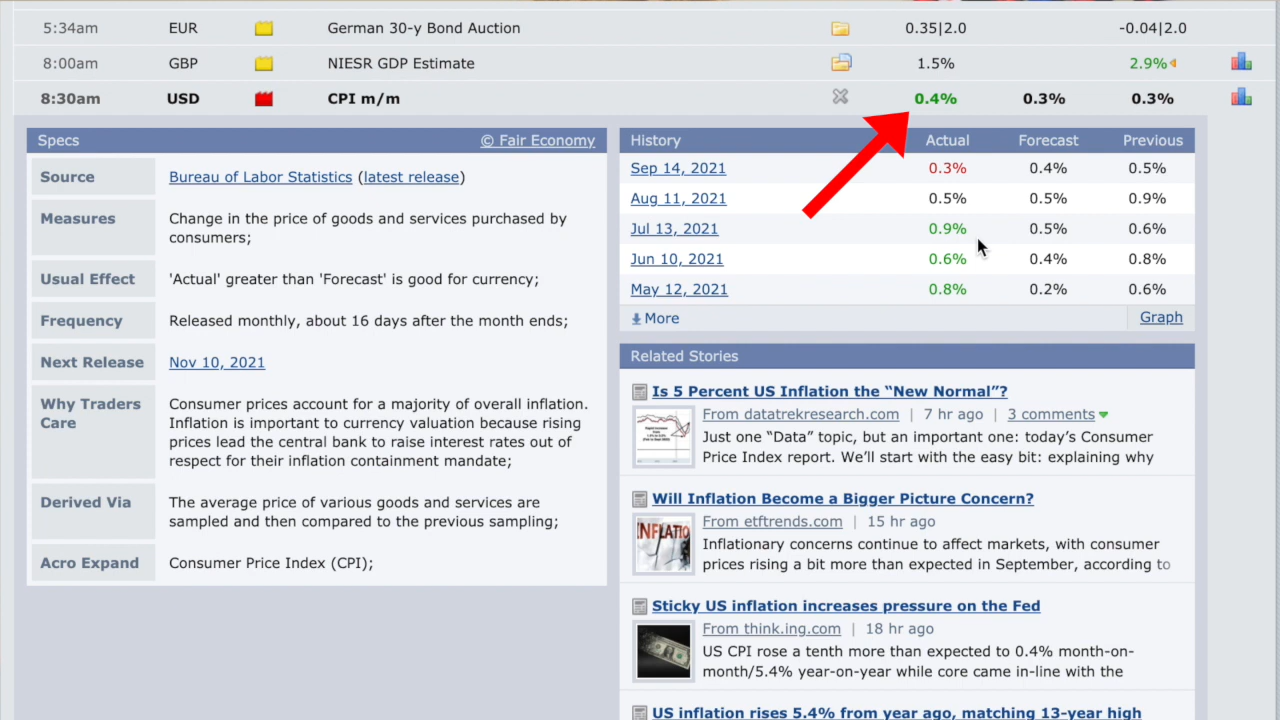 5:34am EUR German 30-y Bond Auction 0.35|2.0 -0.04|2.0
8:00am GBP NIESR GDP Estimate 1.5% 2.9%
8:30am USD CPI m/m 0.4% 0.3% 0.3%
Specs © Fair Economy
Source Bureau of Labor Statistics (latest release)
Measures Change in the price of goods and services purchased by
consumers;
Usual Effect 'Actual' greater than 'Forecast' is good for currency;
Frequency Released monthly, about 16 days after the month ends;
Next Release Nov 10, 2021
Why Traders Consumer prices account for a majority of overall inflation.
Care Inflation is important to currency valuation because rising
prices lead the central bank to raise interest rates out of
respect for their inflation containment mandate;
Derived Via The average price of various goods and services are
sampled and then compared to the previous sampling;
Acro Expand Consumer Price Index (CPI);
History Actual Forecast Previous
Sep 14, 2021 0.3% 0.4% 0.5%
Aug 11, 2021 0.5% 0.5% 0.9%
Jul 13, 2021 0.9% 0.5% 0.6%
Jun 10, 2021 0.6% 0.4% 0.8%
May 12, 2021 0.8% 0.2% 0.6%
More Graph
Related Stories
Is 5 Percent US Inflation the “New Normal”?
From datatrekresearch.com | 7 hr ago | 3 comments
Just one “Data” topic, but an important one: today’s Consumer
Price Index report. We’ll start with the easy bit: explaining why
Will Inflation Become a Bigger Picture Concern?
From etftrends.com | 15 hr ago
INFLATIO
Inflationary concerns continue to affect markets, with consumer
prices rising a bit more than expected in September, according to
Sticky US inflation increases pressure on the Fed
From think.ing.com | 18 hr ago
US CPI rose a tenth more than expected to 0.4% month-on-
month/5.4% year-on-year while core came in-line with the
US inflation rises 5.4% from year ago, matching 13-year high